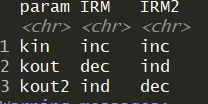 param IRM IRM2
<chr> <chr> <chr>
1 kin inc inc
2 kout dec ind
3 kout2 ind dec